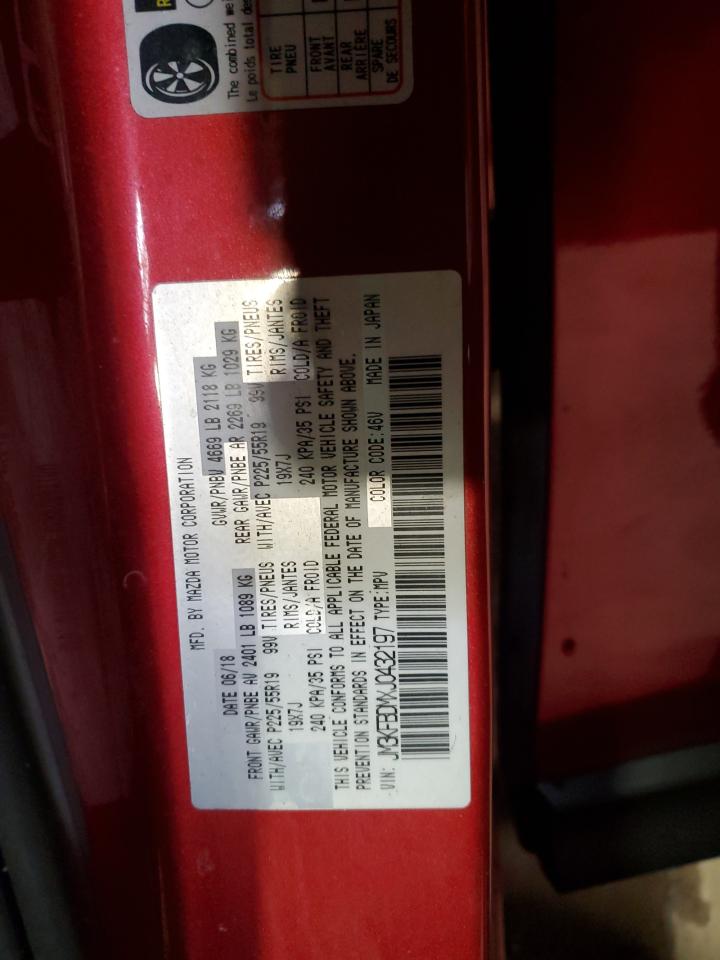 The combined we
Le poids total des
TIRE
PNEU
FRONT
AVANT
REAR
ARRIÈRE
SPARE
DE SECOURS
MFD. BY MAZDA MOTOR CORPORATION
DATE 06/18 GVWR/PNBV 4669 LB 2118 KG
FRONT GAWR/PNBE AV 2401 LB 1089 KG REAR GAWR/PNBE AR 2269 LB 1029 KG
WITH/AVEC P225/55R19 99V TIRES/PNEUS WITH/AVEC P225/55R19 99V TIRES/PNEUS
19X7J RIMS/JANTES 19X7J RIMS/JANTES
240 KPA/35 PSI COLD/A FROID 240 KPA/35 PSI COLD/A FROID
THIS VEHICLE CONFORMS TO ALL APPLICABLE FEDERAL MOTOR VEHICLE SAFETY AND THEFT
PREVENTION STANDARDS IN EFFECT ON THE DATE OF MANUFACTURE SHOWN ABOVE.
VIN: JM3KFBDMXJ0432197 TYPE:MPV COLOR CODE:46V MADE IN JAPAN